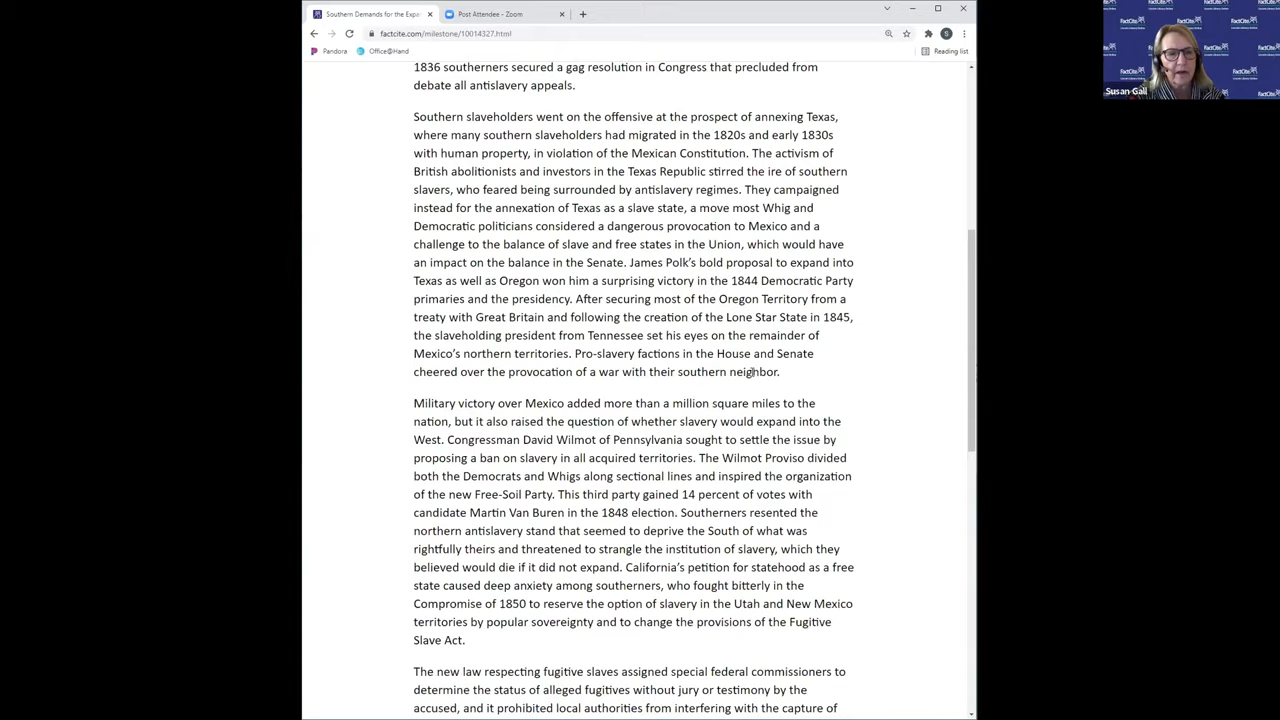 Southern Demands for the Expa
Post Attendee - Zoom
factcite.com/milestone/10014327.html
S
Pandora
Office@Hand
Reading list
1836 southerners secured a gag resolution in Congress that precluded from
debate all antislavery appeals.
Southern slaveholders went on the offensive at the prospect of annexing Texas,
where many southern slaveholders had migrated in the 1820s and early 1830s
with human property, in violation of the Mexican Constitution. The activism of
British abolitionists and investors in the Texas Republic stirred the ire of southern
slavers, who feared being surrounded by antislavery regimes. They campaigned
instead for the annexation of Texas as a slave state, a move most Whig and
Democratic politicians considered a dangerous provocation to Mexico and a
challenge to the balance of slave and free states in the Union, which would have
an impact on the balance in the Senate. James Polk’s bold proposal to expand into
Texas as well as Oregon won him a surprising victory in the 1844 Democratic Party
primaries and the presidency. After securing most of the Oregon Territory from a
treaty with Great Britain and following the creation of the Lone Star State in 1845,
the slaveholding president from Tennessee set his eyes on the remainder of
Mexico’s northern territories. Pro-slavery factions in the House and Senate
cheered over the provocation of a war with their southern neighbor.
Military victory over Mexico added more than a million square miles to the
nation, but it also raised the question of whether slavery would expand into the
West. Congressman David Wilmot of Pennsylvania sought to settle the issue by
proposing a ban on slavery in all acquired territories. The Wilmot Proviso divided
both the Democrats and Whigs along sectional lines and inspired the organization
of the new Free-Soil Party. This third party gained 14 percent of votes with
candidate Martin Van Buren in the 1848 election. Southerners resented the
northern antislavery stand that seemed to deprive the South of what was
rightfully theirs and threatened to strangle the institution of slavery, which they
believed would die if it did not expand. California’s petition for statehood as a free
state caused deep anxiety among southerners, who fought bitterly in the
Compromise of 1850 to reserve the option of slavery in the Utah and New Mexico
territories by popular sovereignty and to change the provisions of the Fugitive
Slave Act.
The new law respecting fugitive slaves assigned special federal commissioners to
determine the status of alleged fugitives without jury or testimony by the
accused, and it prohibited local authorities from interfering with the capture of
FactCite
FactCite
Susan Gall